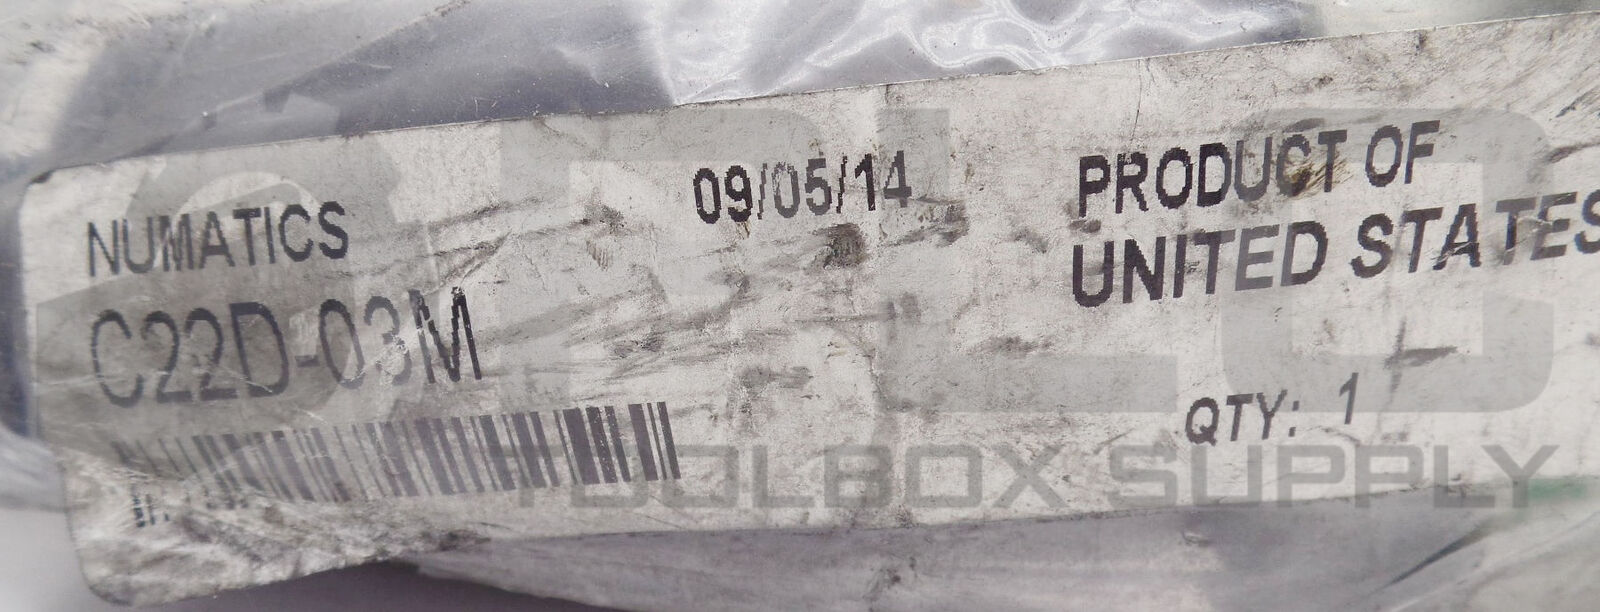 NUMATICS
C22D-03M
09/05/14
PRODUCT OF
UNITED STATES
QTY: 1
TOOLBOX SUPPLY